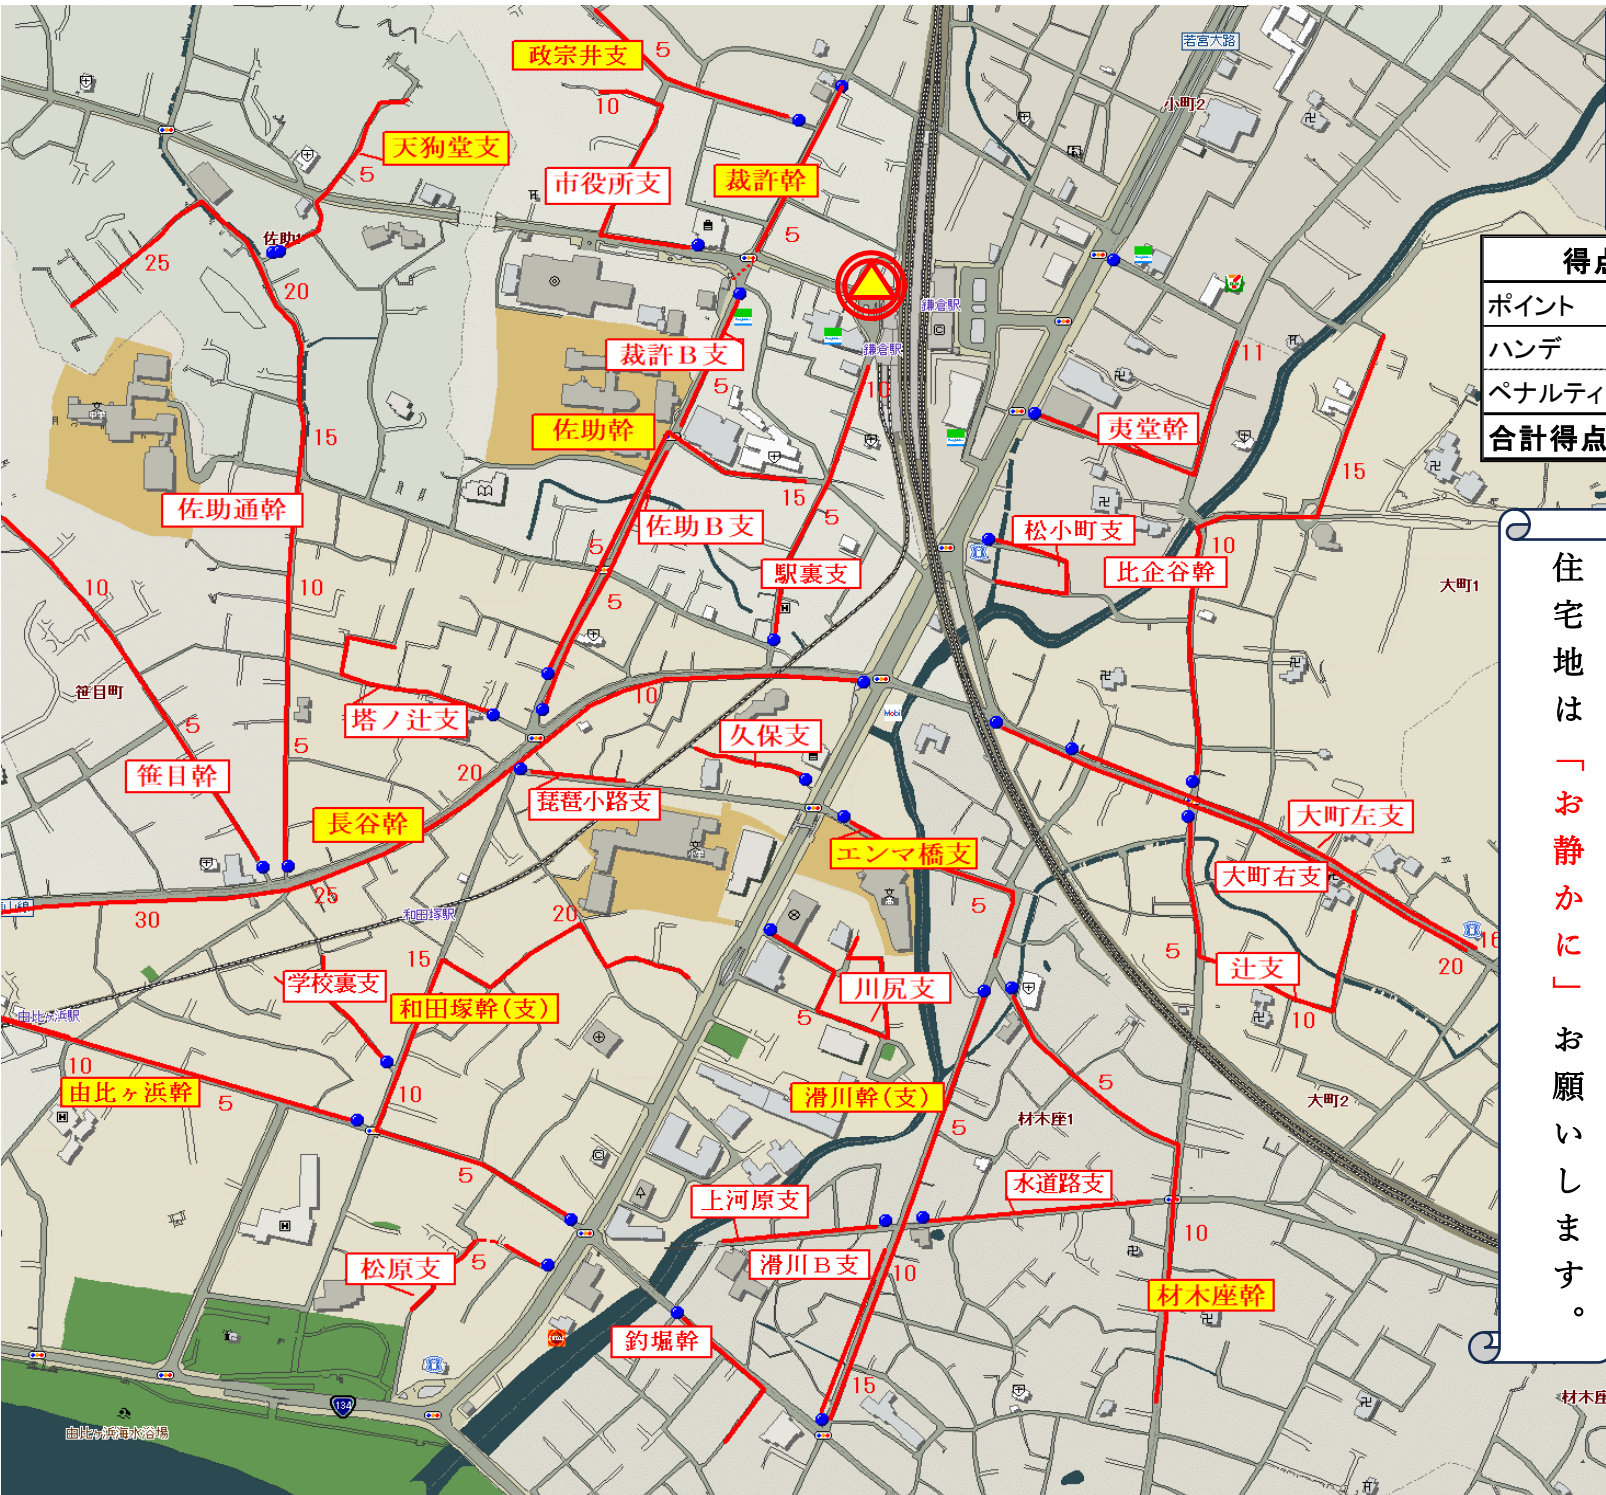 政宗井支
5
若宮大路
小町2
10
天狗堂支
5
市役所支
裁許幹
5
佐助1
25
20
鎌倉駅
鎌倉駅
得点
ポイント
ハンデ
ペナルティ
合計得点
裁許B支
5
10
11
佐助幹
夷堂幹
15
15
15
佐助通幹
佐助B支
5
松小町支
5
10
駅裏支
比企谷幹
10
10
5
大町1
笹目町
塔ノ辻支
10
5
5
久保支
Mobil
笹目幹
20
琵琶小路支
大町左支
長谷幹
エンマ橋支
大町右支
25
30
和田塚駅
20
5
16
20
15
5
辻支
学校裏支
川尻支
和田塚幹(支)
5
10
由比ヶ浜駅
10
由比ヶ浜幹
5
10
滑川幹(支)
5
5
大町2
材木座1
5
水道路支
上河原支
10
松原支
5
滑川B支
10
材木座幹
釣堀幹
15
134
材木座
由比ヶ浜海水浴場
住宅地は「お静かに」お願いします。